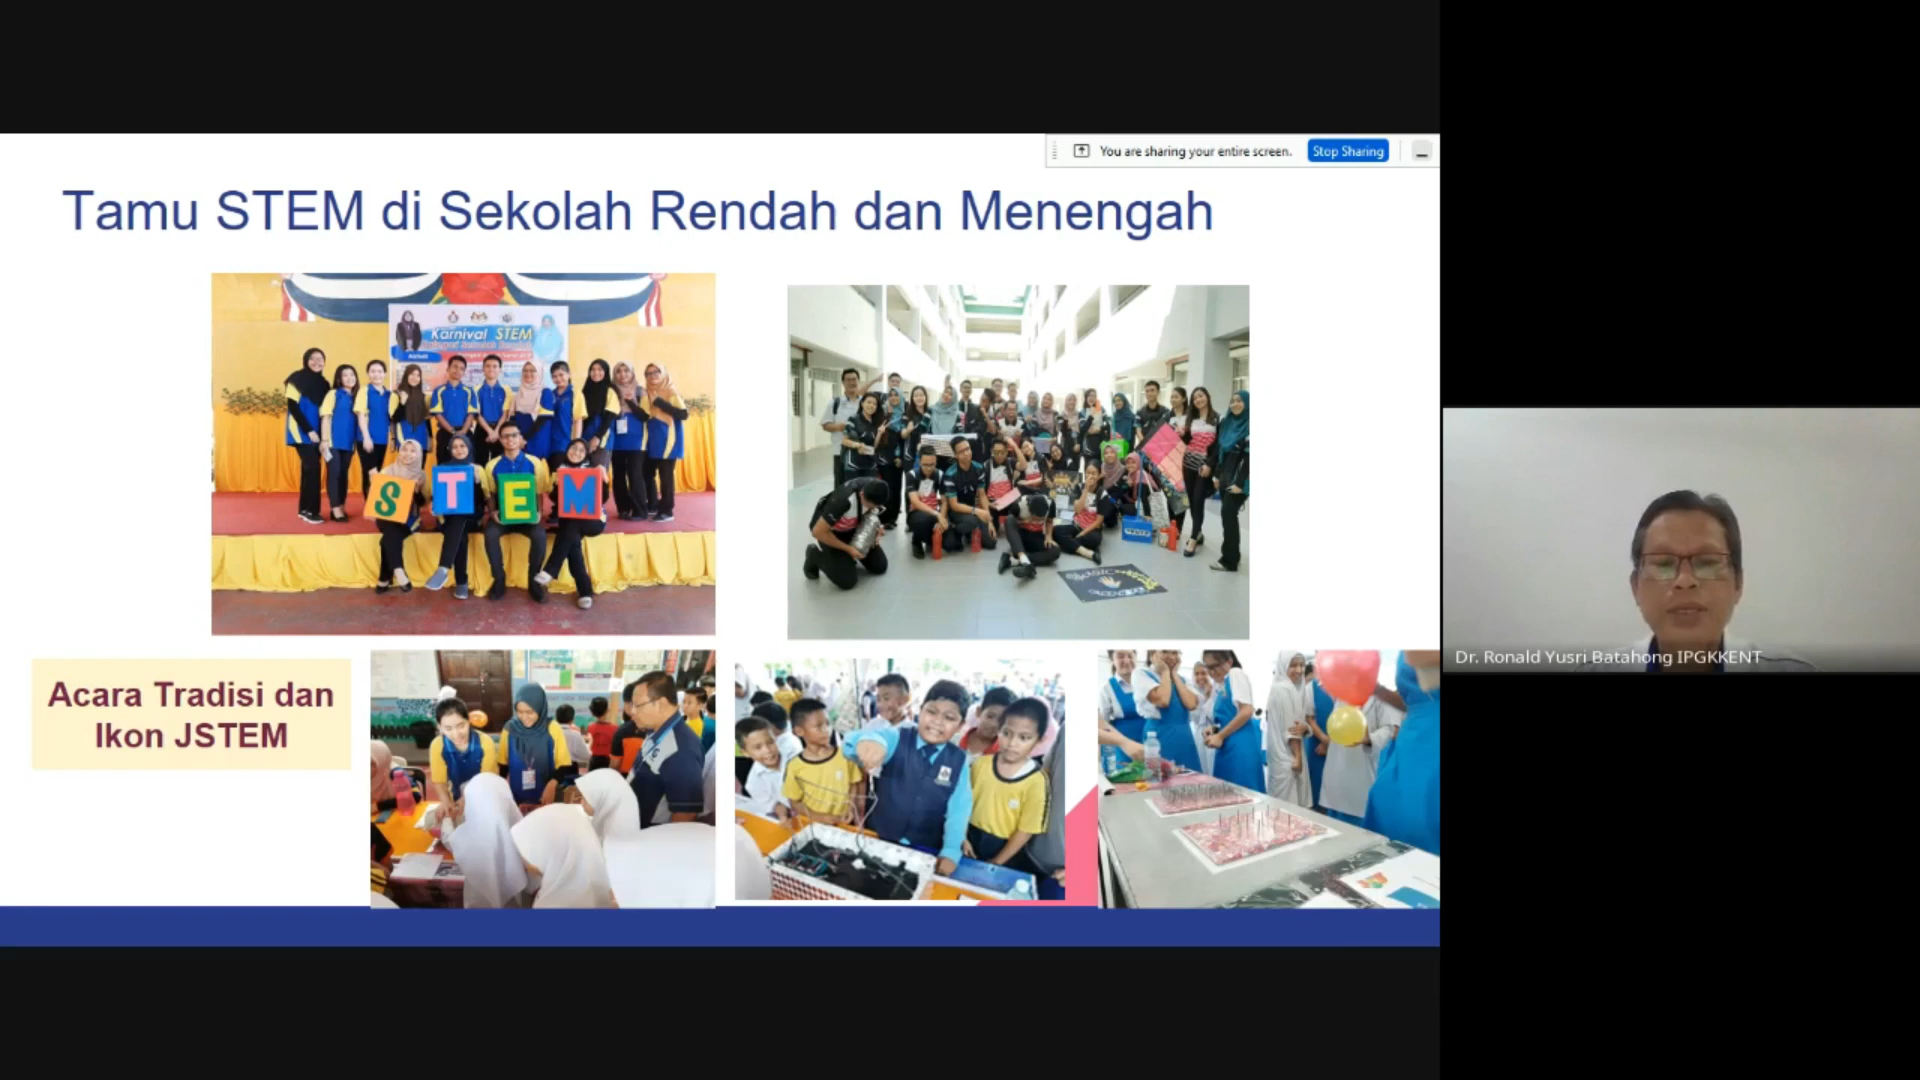 You are sharing your entire screen.
Stop Sharing
Tamu STEM di Sekolah Rendah dan Menengah
Karnival STEM
S T E M
Acara Tradisi dan
Ikon JSTEM
Dr. Ronald Yusri Batahong IPGKKENT